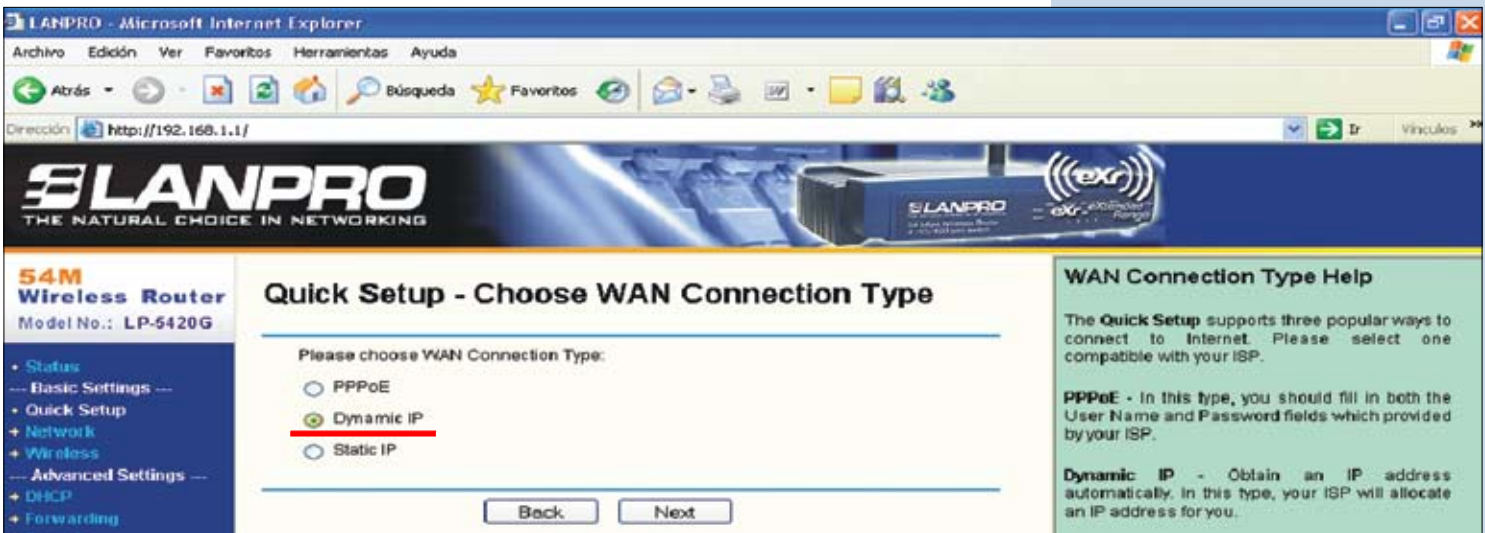 LANPRO - Microsoft Internet Explorer
Archivo Edición Ver Favoritos Herramientas Ayuda
Atrás Búsqueda Favoritos
Dirección http://192.168.1.1/ Ir Vínculos
LANPRO
THE NATURAL CHOICE IN NETWORKING
LANPRO
(((eXr)))
eXr eXtended Range
54M
Wireless Router
Model No.: LP-5420G
• Status
--- Basic Settings ---
• Quick Setup
+ Network
+ Wireless
--- Advanced Settings ---
+ DHCP
+ Forwarding
Quick Setup - Choose WAN Connection Type
Please choose WAN Connection Type:
PPPoE
Dynamic IP
Static IP
Back Next
WAN Connection Type Help
The Quick Setup supports three popular ways to
connect to Internet. Please select one
compatible with your ISP.
PPPoE - In this type, you should fill in both the
User Name and Password fields which provided
by your ISP.
Dynamic IP - Obtain an IP address
automatically. In this type, your ISP will allocate
an IP address for you.